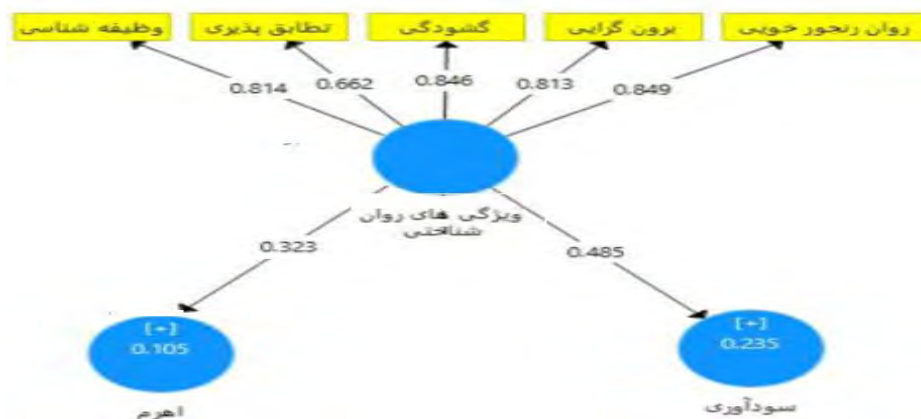 روان رنجور خویی
برون گرایی
گشودگی
تطابق پذیری
وظیفه شناسی
0.849
0.813
0.846
0.662
0.814
ویژگی های روان
شناختی
0.485
0.323
[+]
0.235
سودآوری
[+]
0.105
اهرم